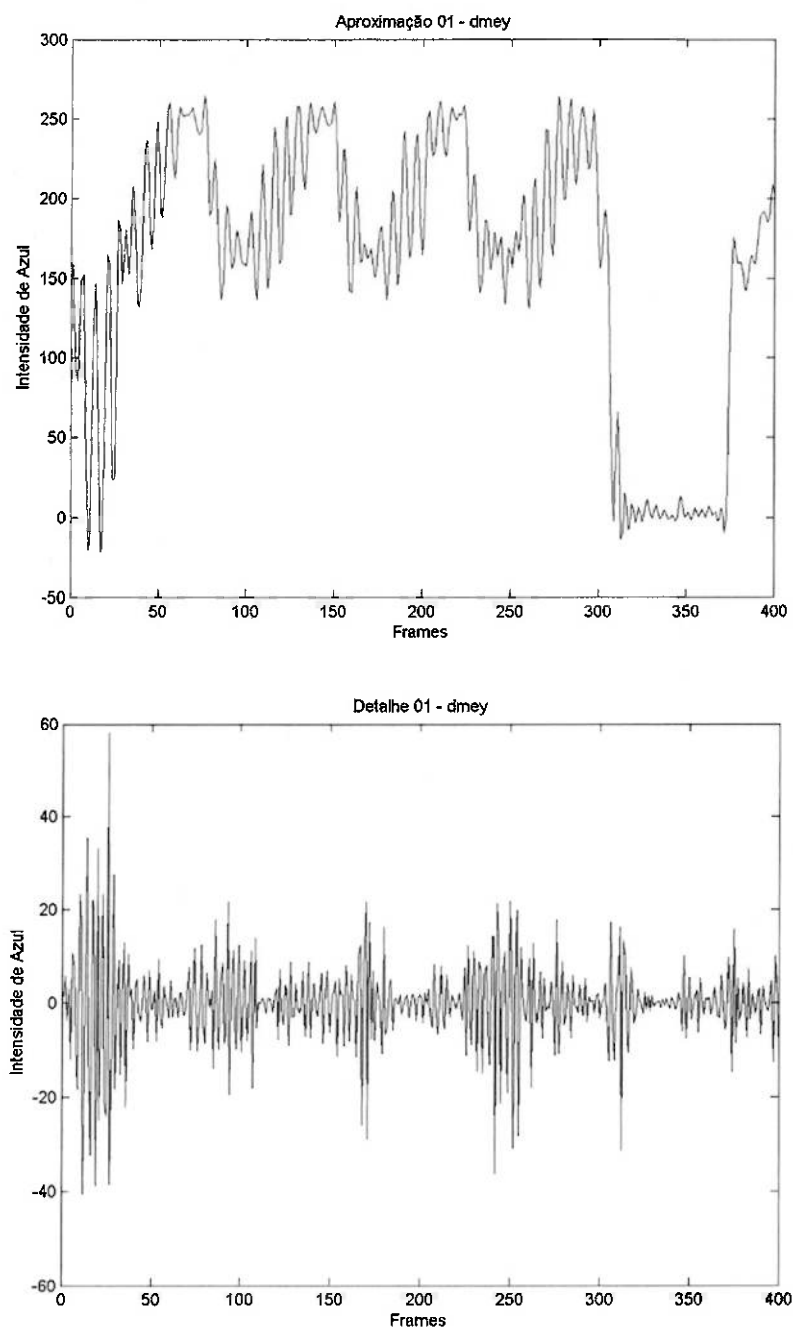 Aproximação 01 - dmey
300
250
200
150
100
50
0
-50
Intensidade de Azul
0 50 100 150 200 250 300 350 400
Frames
Detalhe 01 - dmey
60
40
20
0
-20
-40
-60
Intensidade de Azul
0 50 100 150 200 250 300 350 400
Frames